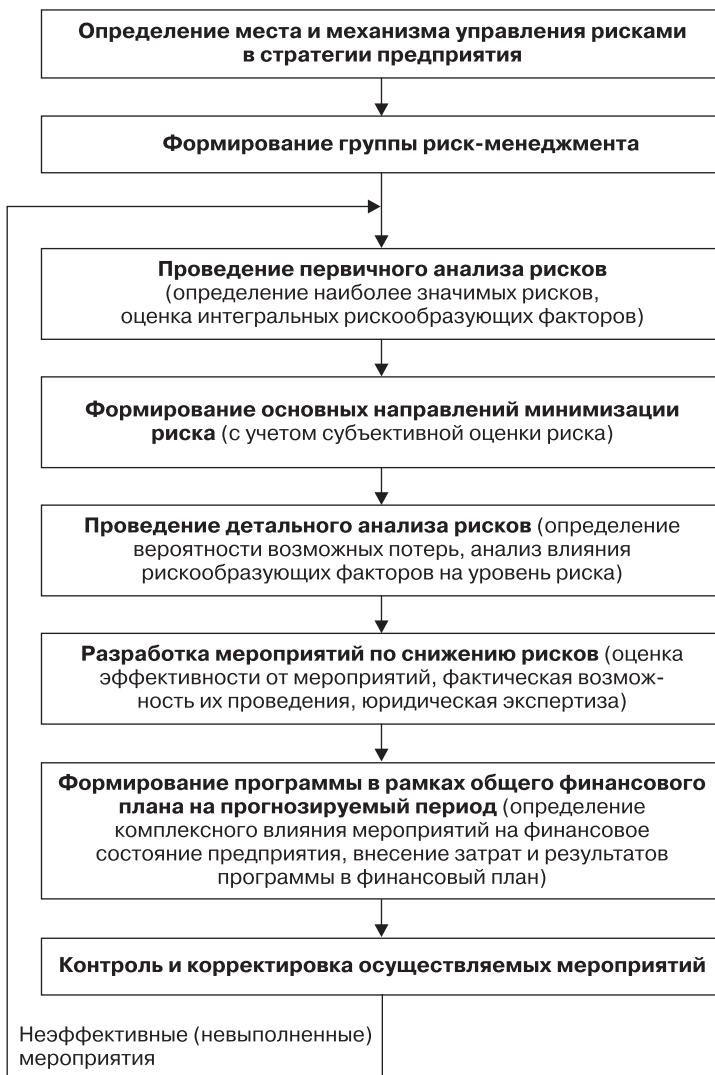 Определение места и механизма управления рисками
в стратегии предприятия
Формирование группы риск-менеджмента
Проведение первичного анализа рисков
(определение наиболее значимых рисков,
оценка интегральных рискообразующих факторов)
Формирование основных направлений минимизации
риска (с учетом субъективной оценки риска)
Проведение детального анализа рисков (определение
вероятности возможных потерь, анализ влияния
рискообразующих факторов на уровень риска)
Разработка мероприятий по снижению рисков (оценка
эффективности от мероприятий, фактическая возмож-
ность их проведения, юридическая экспертиза)
Формирование программы в рамках общего финансового
плана на прогнозируемый период (определение
комплексного влияния мероприятий на финансовое
состояние предприятия, внесение затрат и результатов
программы в финансовый план)
Контроль и корректировка осуществляемых мероприятий
Неэффективные (невыполненные)
мероприятия